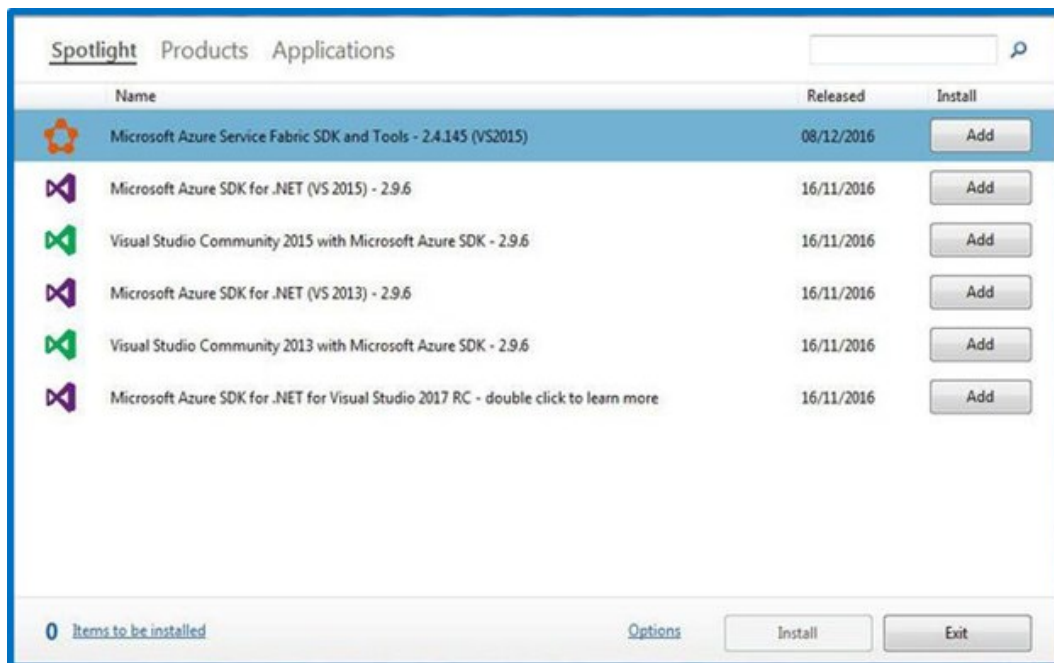 Spotlight Products Applications
Name Released Install
Microsoft Azure Service Fabric SDK and Tools - 2.4.145 (VS2015) 08/12/2016 Add
Microsoft Azure SDK for .NET (VS 2015) - 2.9.6 16/11/2016 Add
Visual Studio Community 2015 with Microsoft Azure SDK - 2.9.6 16/11/2016 Add
Microsoft Azure SDK for .NET (VS 2013) - 2.9.6 16/11/2016 Add
Visual Studio Community 2013 with Microsoft Azure SDK - 2.9.6 16/11/2016 Add
Microsoft Azure SDK for .NET for Visual Studio 2017 RC - double click to learn more 16/11/2016 Add
0 Items to be installed Options Install Exit